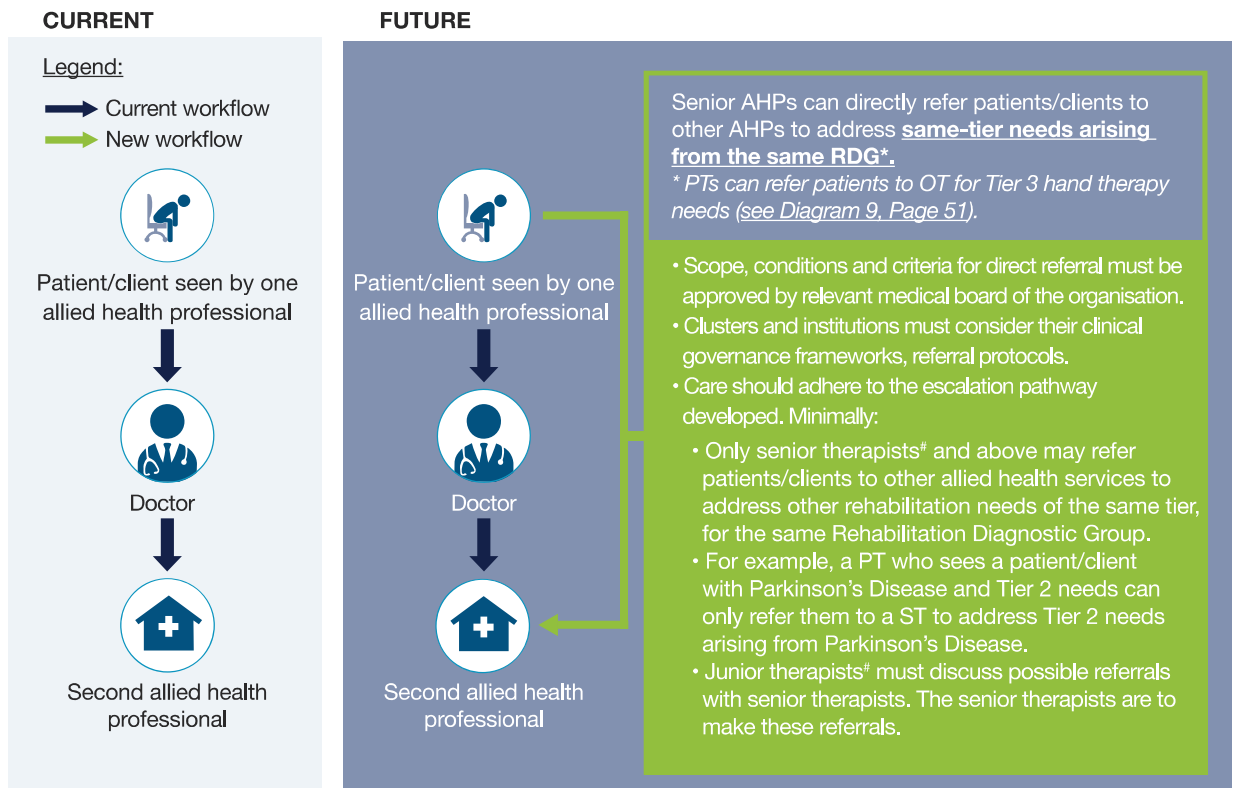 CURRENT
Legend:
Current workflow
New workflow
Patient/client seen by one
allied health professional
Doctor
Second allied health
professional
FUTURE
Patient/client seen by one
allied health professional
Doctor
Second allied health
professional
Senior AHPs can directly refer patients/clients to
other AHPs to address same-tier needs arising
from the same RDG*.
* PTs can refer patients to OT for Tier 3 hand therapy
needs (see Diagram 9, Page 51).
• Scope, conditions and criteria for direct referral must be
approved by relevant medical board of the organisation.
• Clusters and institutions must consider their clinical
governance frameworks, referral protocols.
• Care should adhere to the escalation pathway
developed. Minimally:
• Only senior therapists# and above may refer
patients/clients to other allied health services to
address other rehabilitation needs of the same tier,
for the same Rehabilitation Diagnostic Group.
• For example, a PT who sees a patient/client
with Parkinson's Disease and Tier 2 needs can
only refer them to a ST to address Tier 2 needs
arising from Parkinson's Disease.
• Junior therapists# must discuss possible referrals
with senior therapists. The senior therapists are to
make these referrals.